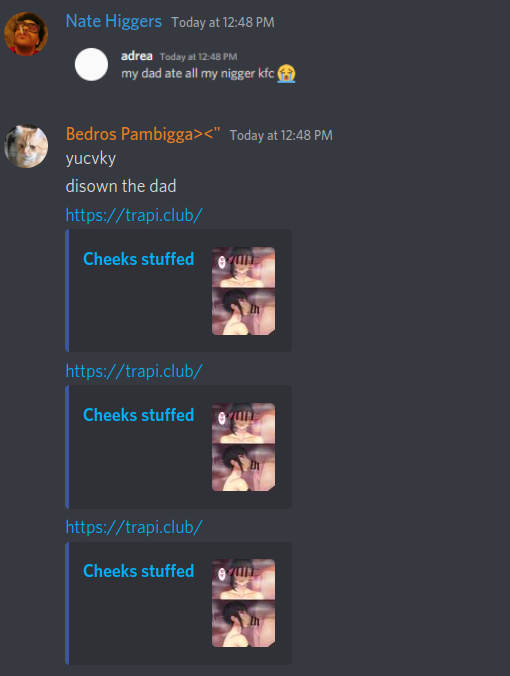 Nate Higgers Today at 12:48 PM
adrea Today at 12:48 PM
my dad ate all my nigger kfc 😭
Bedros Pambigga><" Today at 12:48 PM
yucvky
disown the dad
https://trapi.club/
Cheeks stuffed
https://trapi.club/
Cheeks stuffed
https://trapi.club/
Cheeks stuffed